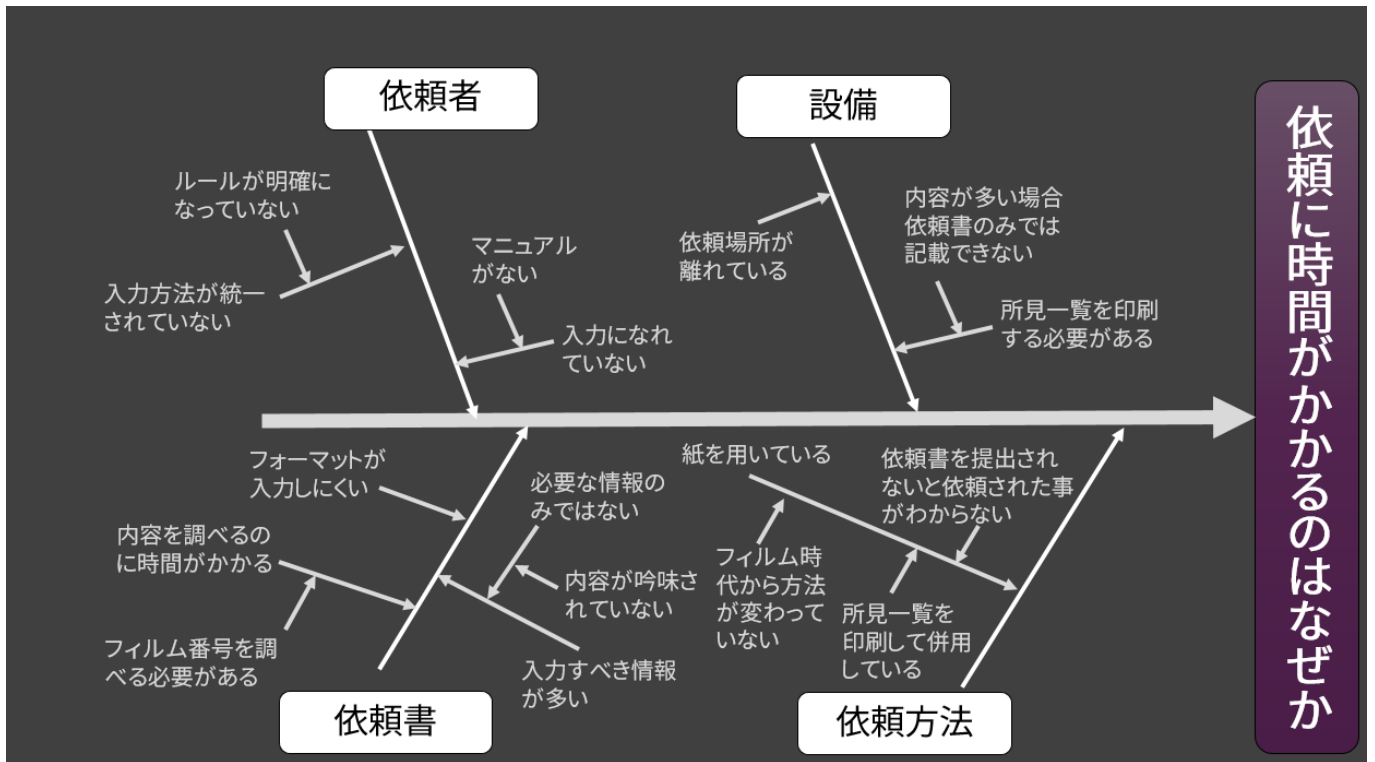 依頼者
設備
ルールが明確に
なっていない
入力方法が統一
されていない
マニュアル
がない
入力になれ
ていない
依頼場所が
離れている
内容が多い場合
依頼書のみでは
記載できない
所見一覧を印刷
する必要がある
依頼に時間がかかるのはなぜか
フォーマットが
入力しにくい
内容を調べるの
に時間がかかる
フィルム番号を調
べる必要がある
必要な情報の
みではない
内容が吟味さ
れていない
入力すべき情報
が多い
紙を用いている
依頼書を提出され
ないと依頼された事
がわからない
フィルム時
代から方法
が変わって
いない
所見一覧を
印刷して併用
している
依頼書
依頼方法